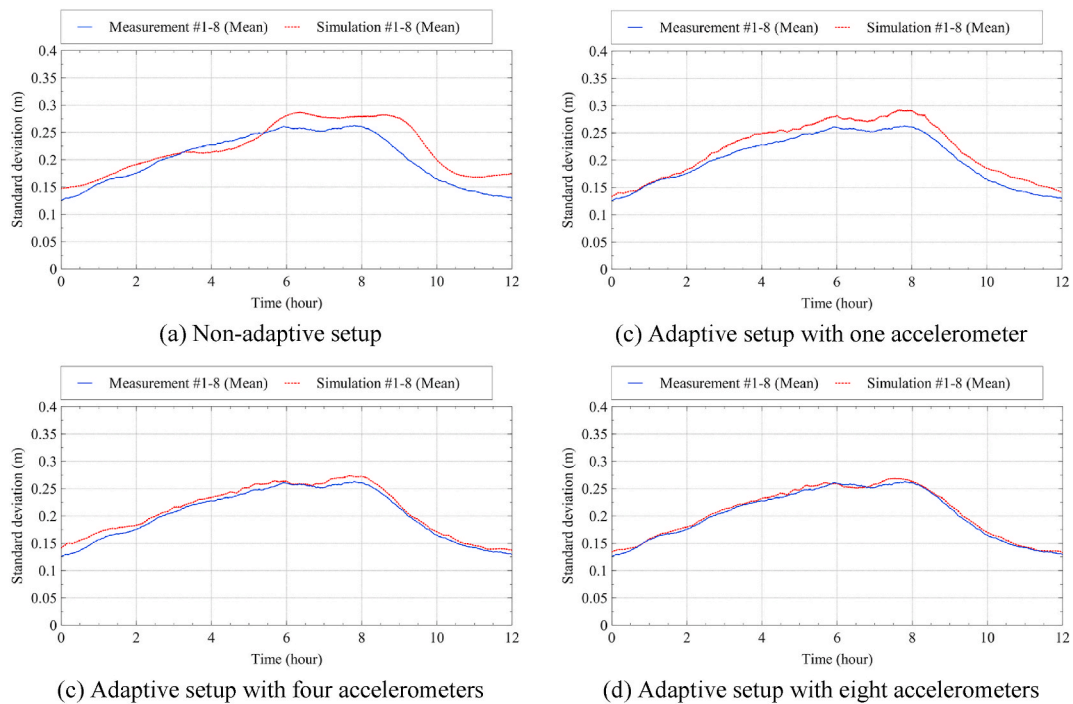 Measurement #1-8 (Mean) Simulation #1-8 (Mean)
0.4
0.35
0.3
0.25
0.2
0.15
0.1
0.05
0
Standard deviation (m)
0 2 4 6 8 10 12
Time (hour)
(a) Non-adaptive setup
Measurement #1-8 (Mean) Simulation #1-8 (Mean)
0.4
0.35
0.3
0.25
0.2
0.15
0.1
0.05
0
Standard deviation (m)
0 2 4 6 8 10 12
Time (hour)
(c) Adaptive setup with one accelerometer
Measurement #1-8 (Mean) Simulation #1-8 (Mean)
0.4
0.35
0.3
0.25
0.2
0.15
0.1
0.05
0
Standard deviation (m)
0 2 4 6 8 10 12
Time (hour)
(c) Adaptive setup with four accelerometers
Measurement #1-8 (Mean) Simulation #1-8 (Mean)
0.4
0.35
0.3
0.25
0.2
0.15
0.1
0.05
0
Standard deviation (m)
0 2 4 6 8 10 12
Time (hour)
(d) Adaptive setup with eight accelerometers